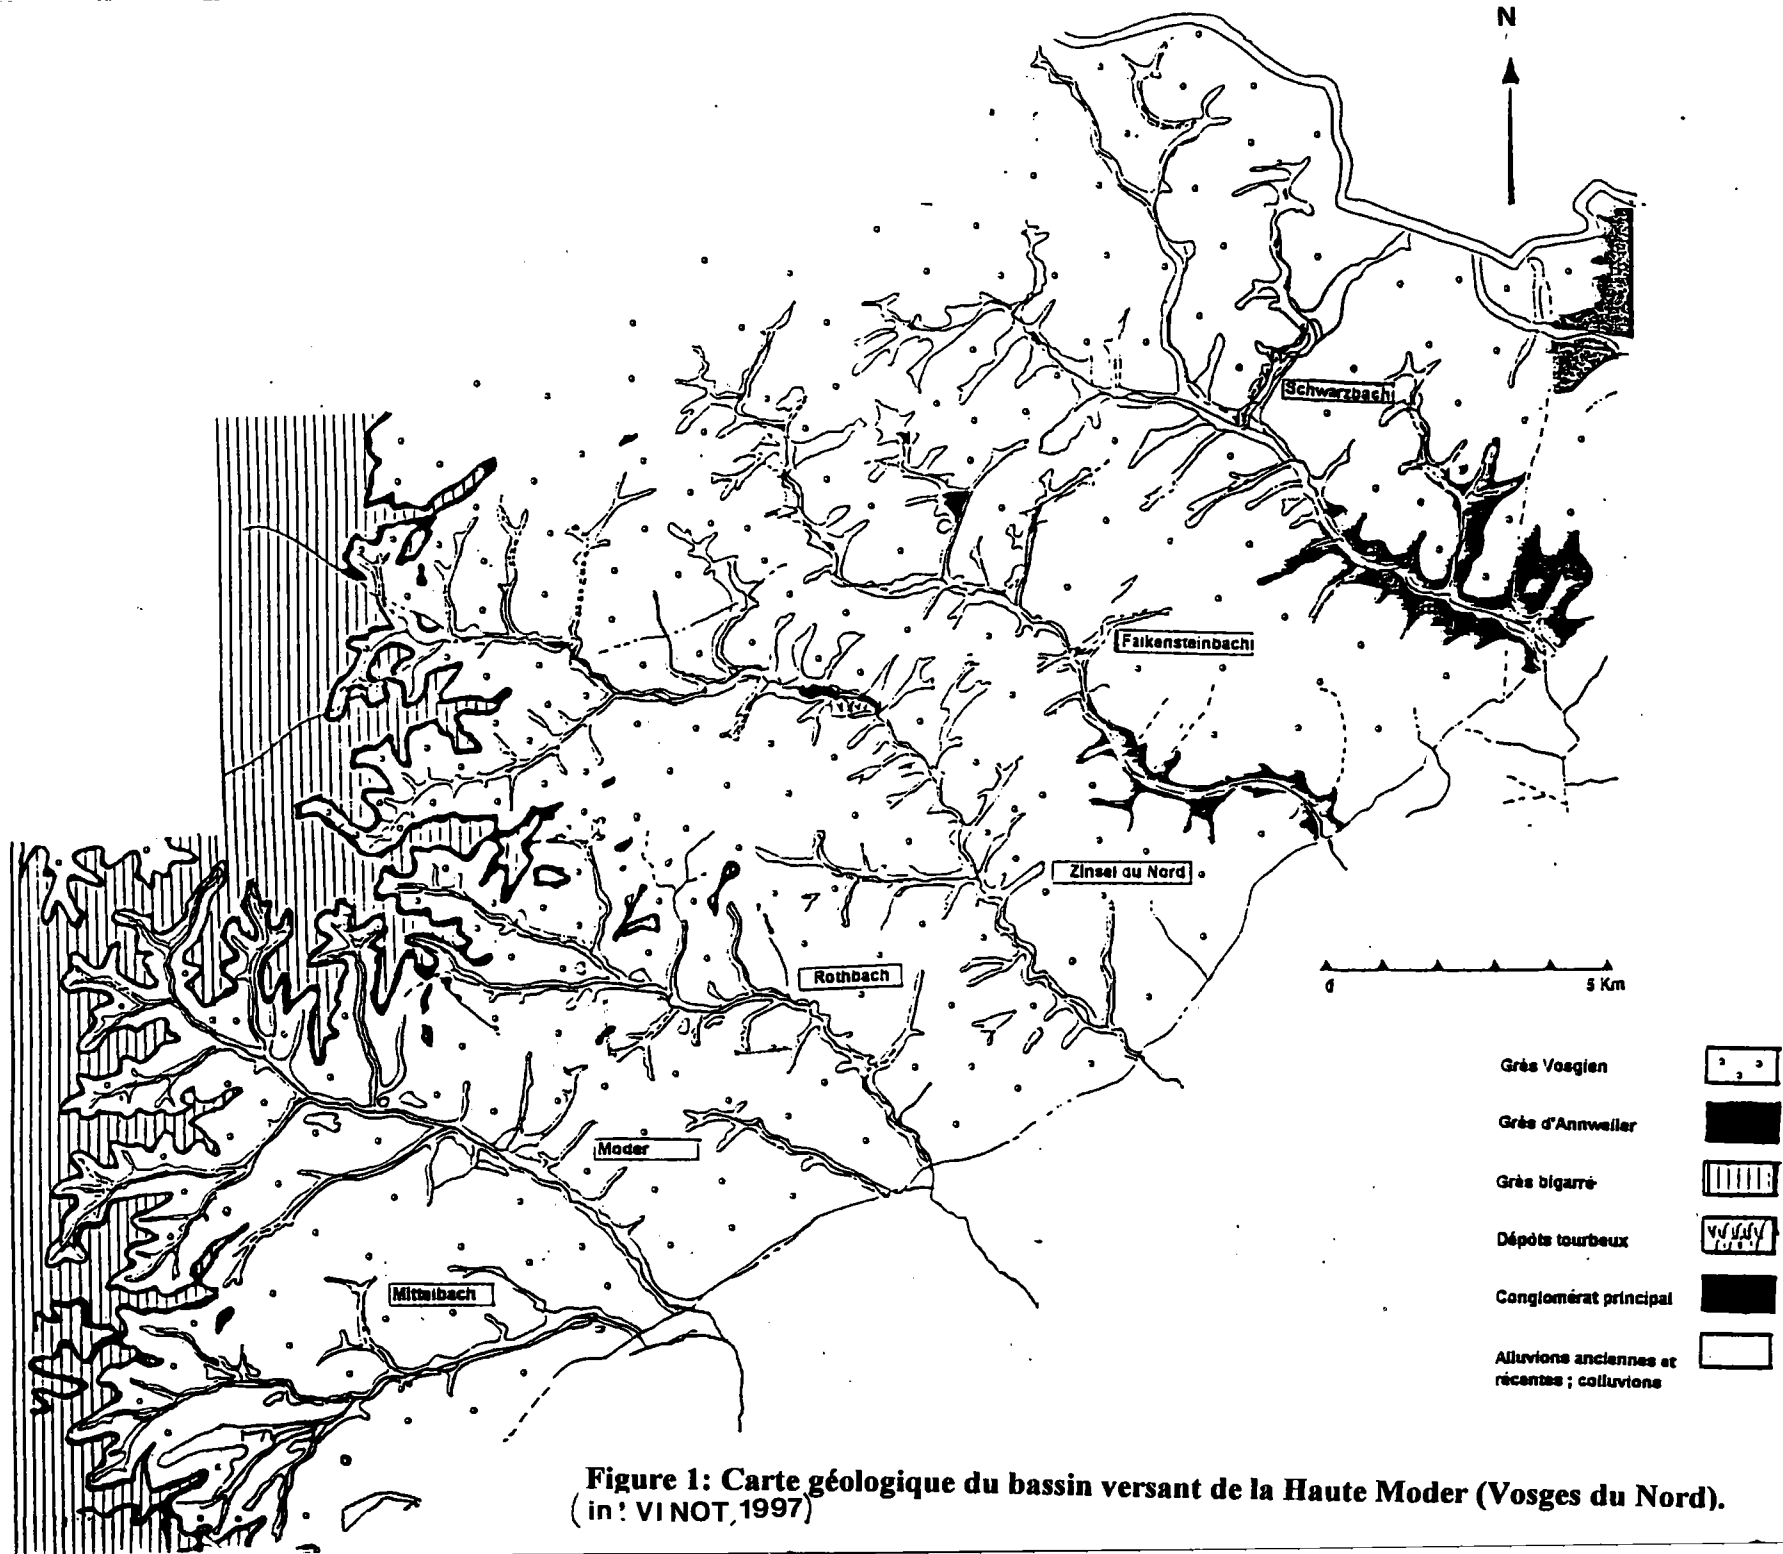 N
Schwarzbach
Falkensteinbach
Zinsel du Nord
Rothbach
0 5 Km
Grès Vosgien
Grès d'Annweiler
Moder
Grès bigarré
Dépôts tourbeux
Mittelbach
Conglomérat principal
Alluvions anciennes et
récentes ; colluvions
Figure 1: Carte géologique du bassin versant de la Haute Moder (Vosges du Nord).
(in: VINOT, 1997)